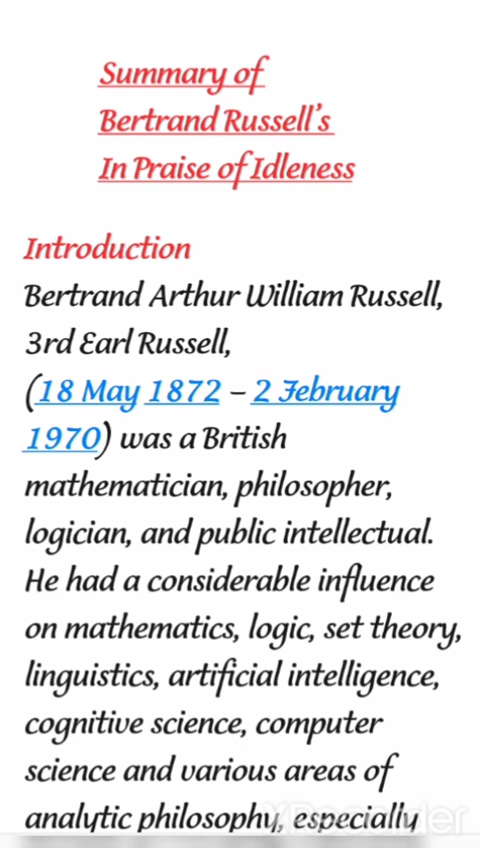 Summary of
Bertrand Russell's
In Praise of Idleness
Introduction
Bertrand Arthur William Russell,
3rd Earl Russell,
(18 May 1872 – 2 February
1970) was a British
mathematician, philosopher,
logician, and public intellectual.
He had a considerable influence
on mathematics, logic, set theory,
linguistics, artificial intelligence,
cognitive science, computer
science and various areas of
analytic philosophy, especially
XRecorder